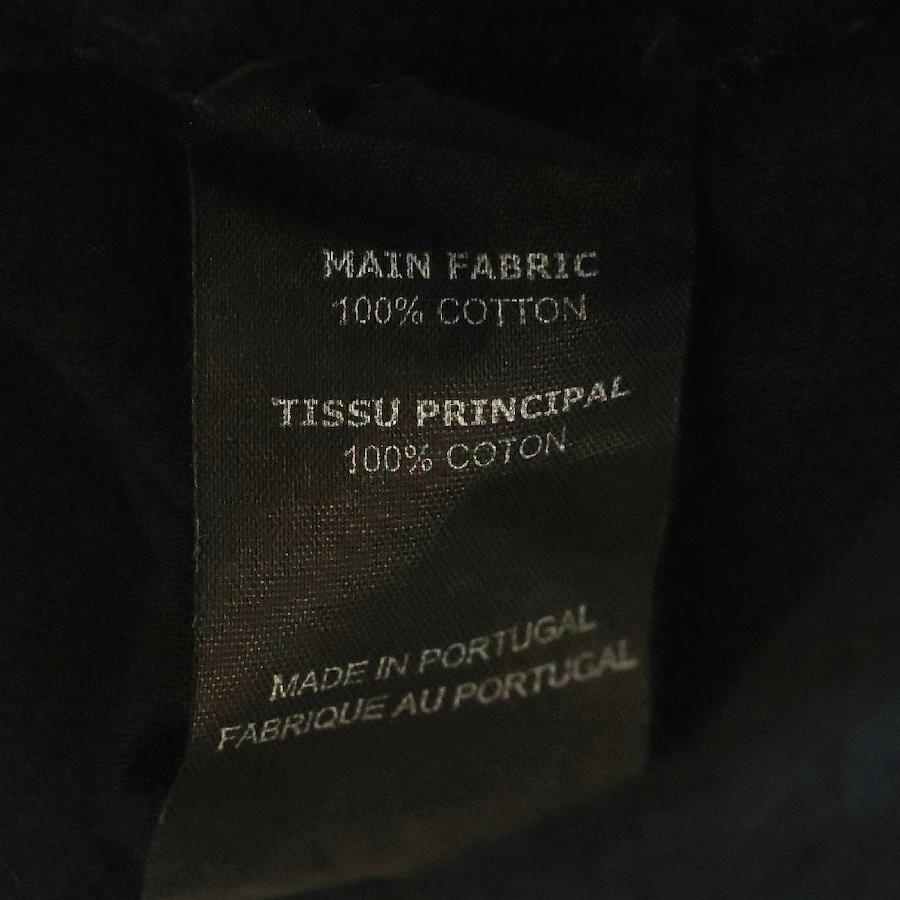 MAIN FABRIC
100% COTTON
TISSU PRINCIPAL
100% COTON
MADE IN PORTUGAL
FABRIQUE AU PORTUGAL